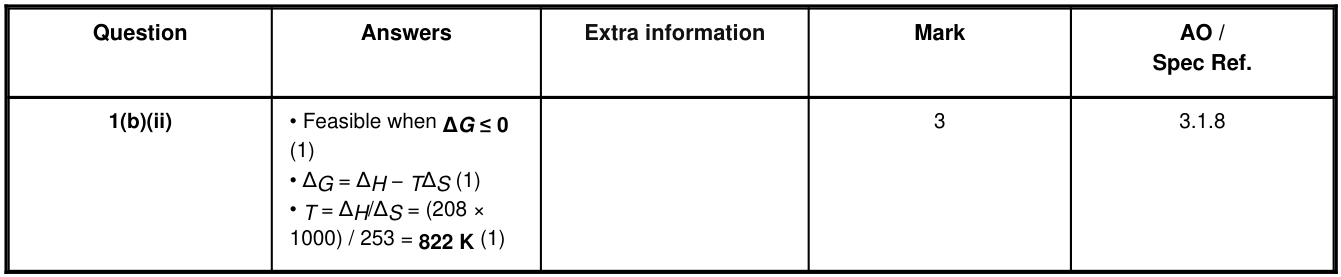 Question Answers Extra information Mark AO /
Spec Ref.
1(b)(ii) • Feasible when ΔG ≤ 0 3 3.1.8
(1)
• ΔG = ΔH – TΔS (1)
• T = ΔH/ΔS = (208 ×
1000) / 253 = 822 K (1)